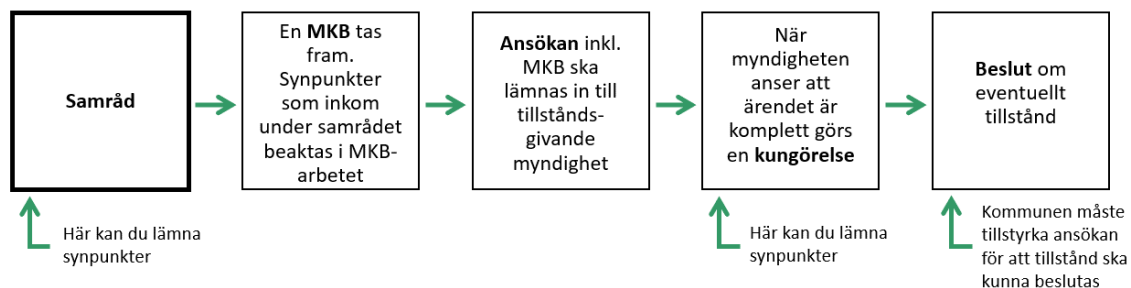 Samråd
En MKB tas
fram.
Synpunkter
som inkom
under samrådet
beaktas i MKB-
arbetet
Ansökan inkl.
MKB ska
lämnas in till
tillstånds-
givande
myndighet
När
myndigheten
anser att
ärendet är
komplett görs
en kungörelse
Beslut om
eventuellt
tillstånd
Här kan du lämna
synpunkter
Här kan du lämna
synpunkter
Kommunen måste
tillstyrka ansökan
för att tillstånd ska
kunna beslutas